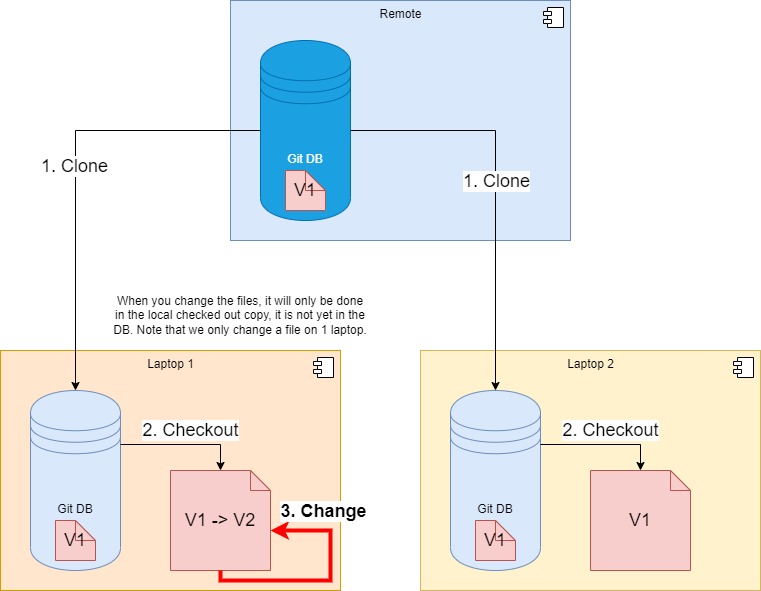 Remote
Git DB
V1
1. Clone
1. Clone
When you change the files, it will only be done
in the local checked out copy, it is not yet in the
DB. Note that we only change a file on 1 laptop.
Laptop 1
2. Checkout
Git DB
V1
V1 -> V2
3. Change
Laptop 2
2. Checkout
Git DB
V1
V1